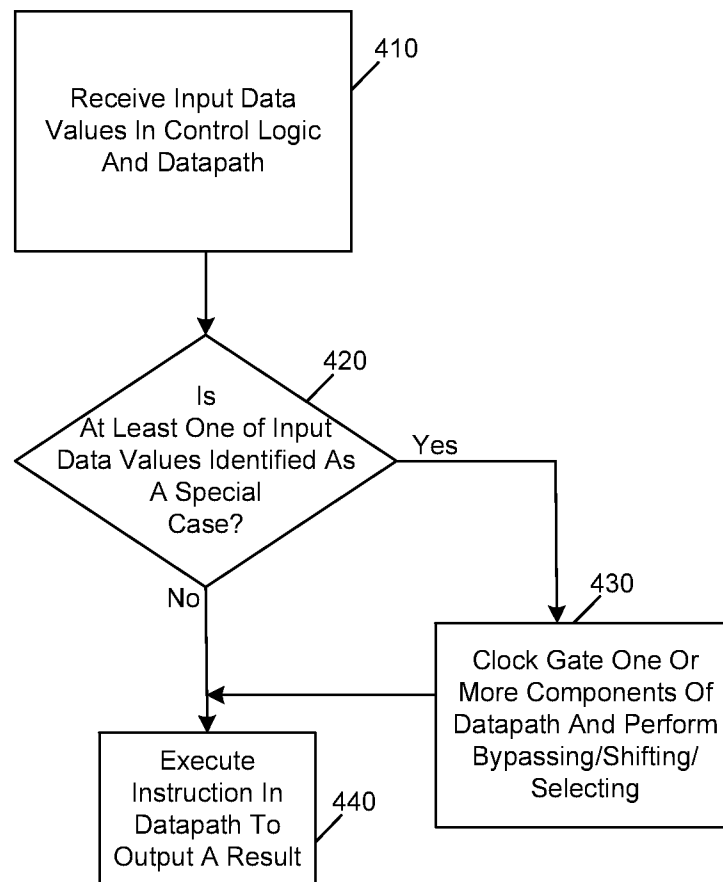 410
Receive Input Data
Values In Control Logic
And Datapath
420
Is
At Least One of Input
Data Values Identified As
A Special
Case?
Yes
No
430
Clock Gate One Or
More Components Of
Datapath And Perform
Bypassing/Shifting/
Selecting
Execute
Instruction In
Datapath To
Output A Result
440